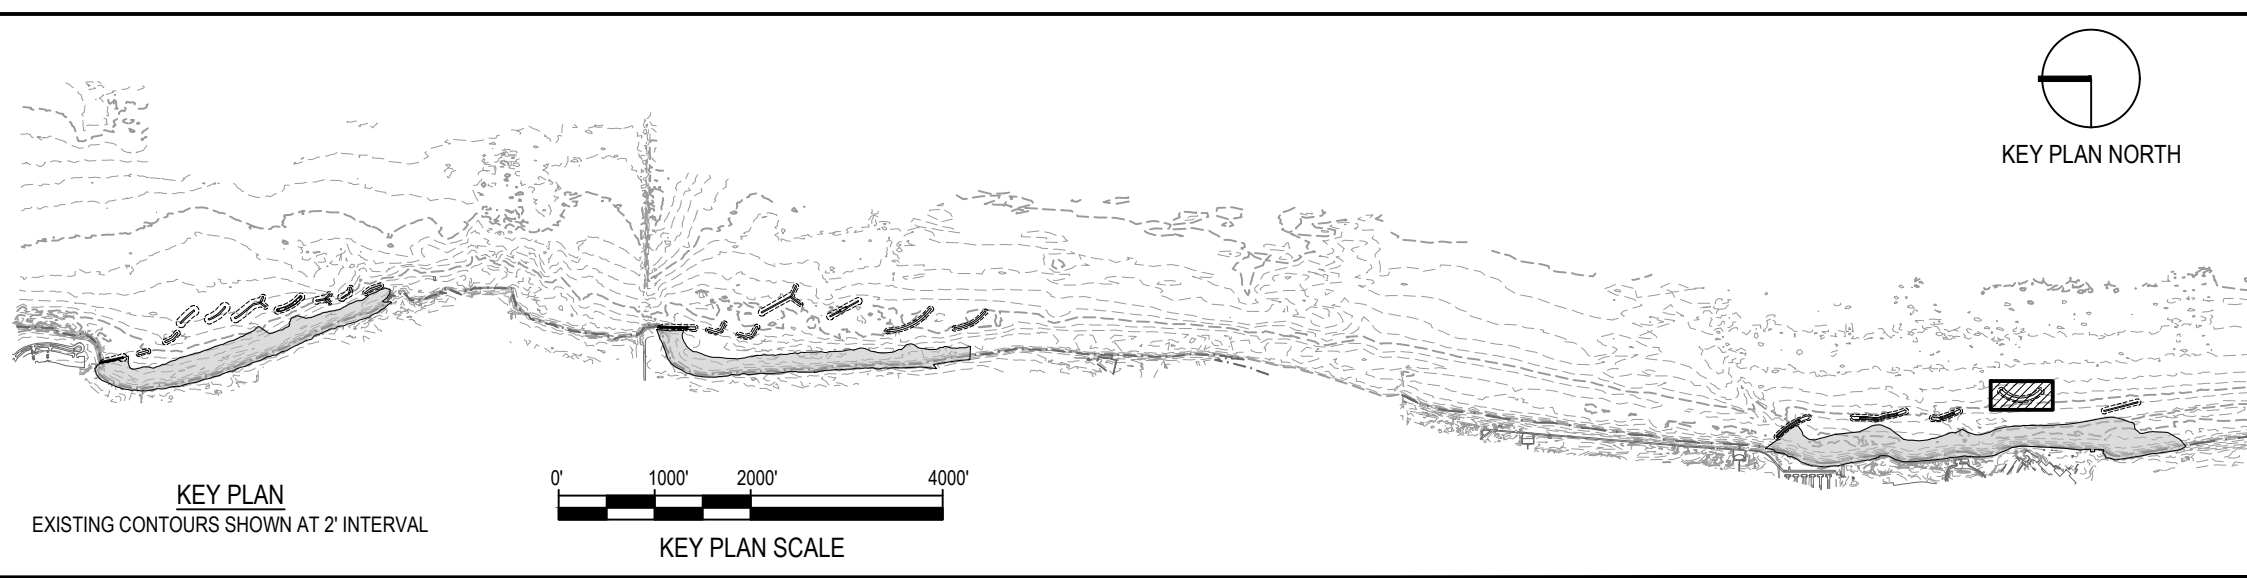 KEY PLAN NORTH
KEY PLAN
EXISTING CONTOURS SHOWN AT 2' INTERVAL
0' 1000' 2000' 4000'
KEY PLAN SCALE